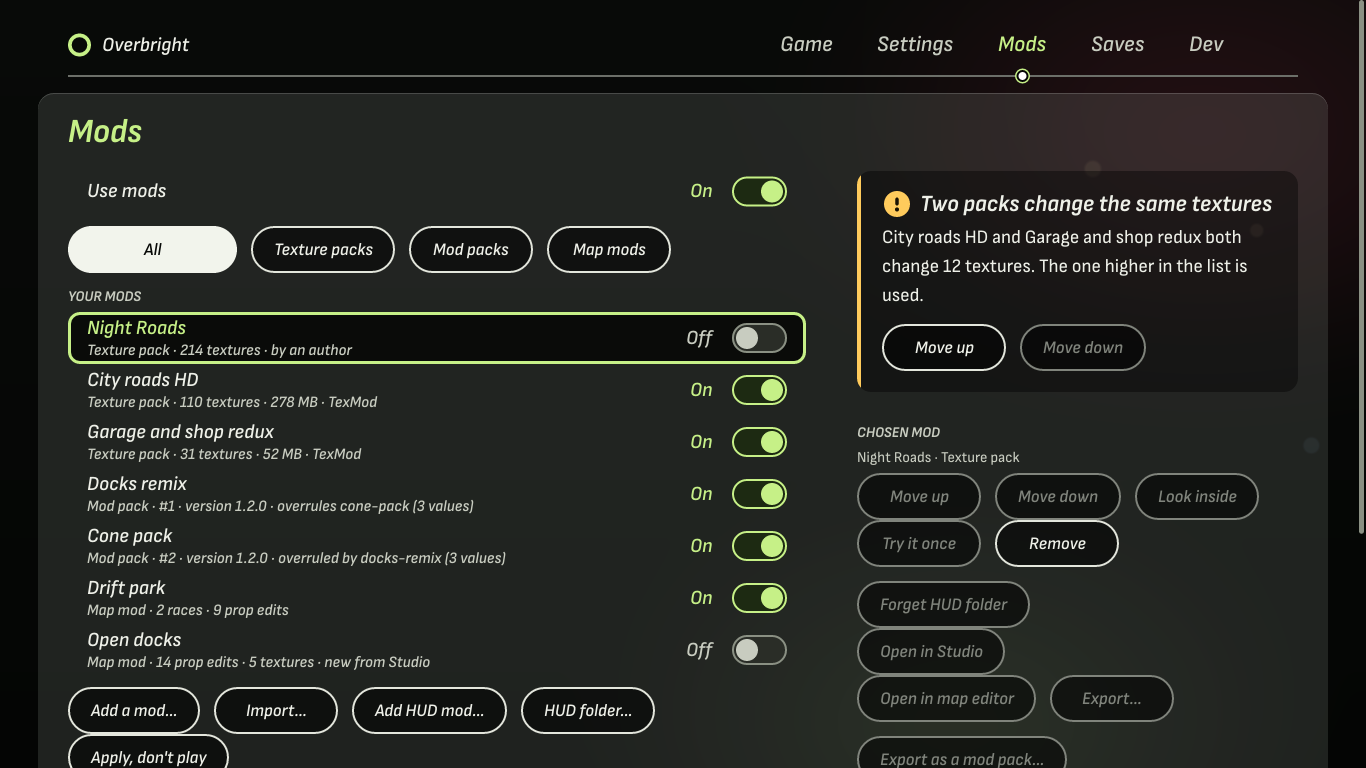 Overbright
Game Settings Mods Saves Dev
Mods
Use mods On
All Texture packs Mod packs Map mods
YOUR MODS
Night Roads Off
Texture pack · 214 textures · by an author
City roads HD On
Texture pack · 110 textures · 278 MB · TexMod
Garage and shop redux On
Texture pack · 31 textures · 52 MB · TexMod
Docks remix On
Mod pack · #1 · version 1.2.0 · overrules cone-pack (3 values)
Cone pack On
Mod pack · #2 · version 1.2.0 · overruled by docks-remix (3 values)
Drift park On
Map mod · 2 races · 9 prop edits
Open docks Off
Map mod · 14 prop edits · 5 textures · new from Studio
Add a mod... Import... Add HUD mod... HUD folder...
Apply, don't play
Two packs change the same textures
City roads HD and Garage and shop redux both
change 12 textures. The one higher in the list is
used.
Move up Move down
CHOSEN MOD
Night Roads · Texture pack
Move up Move down Look inside
Try it once Remove
Forget HUD folder
Open in Studio
Open in map editor Export...
Export as a mod pack...